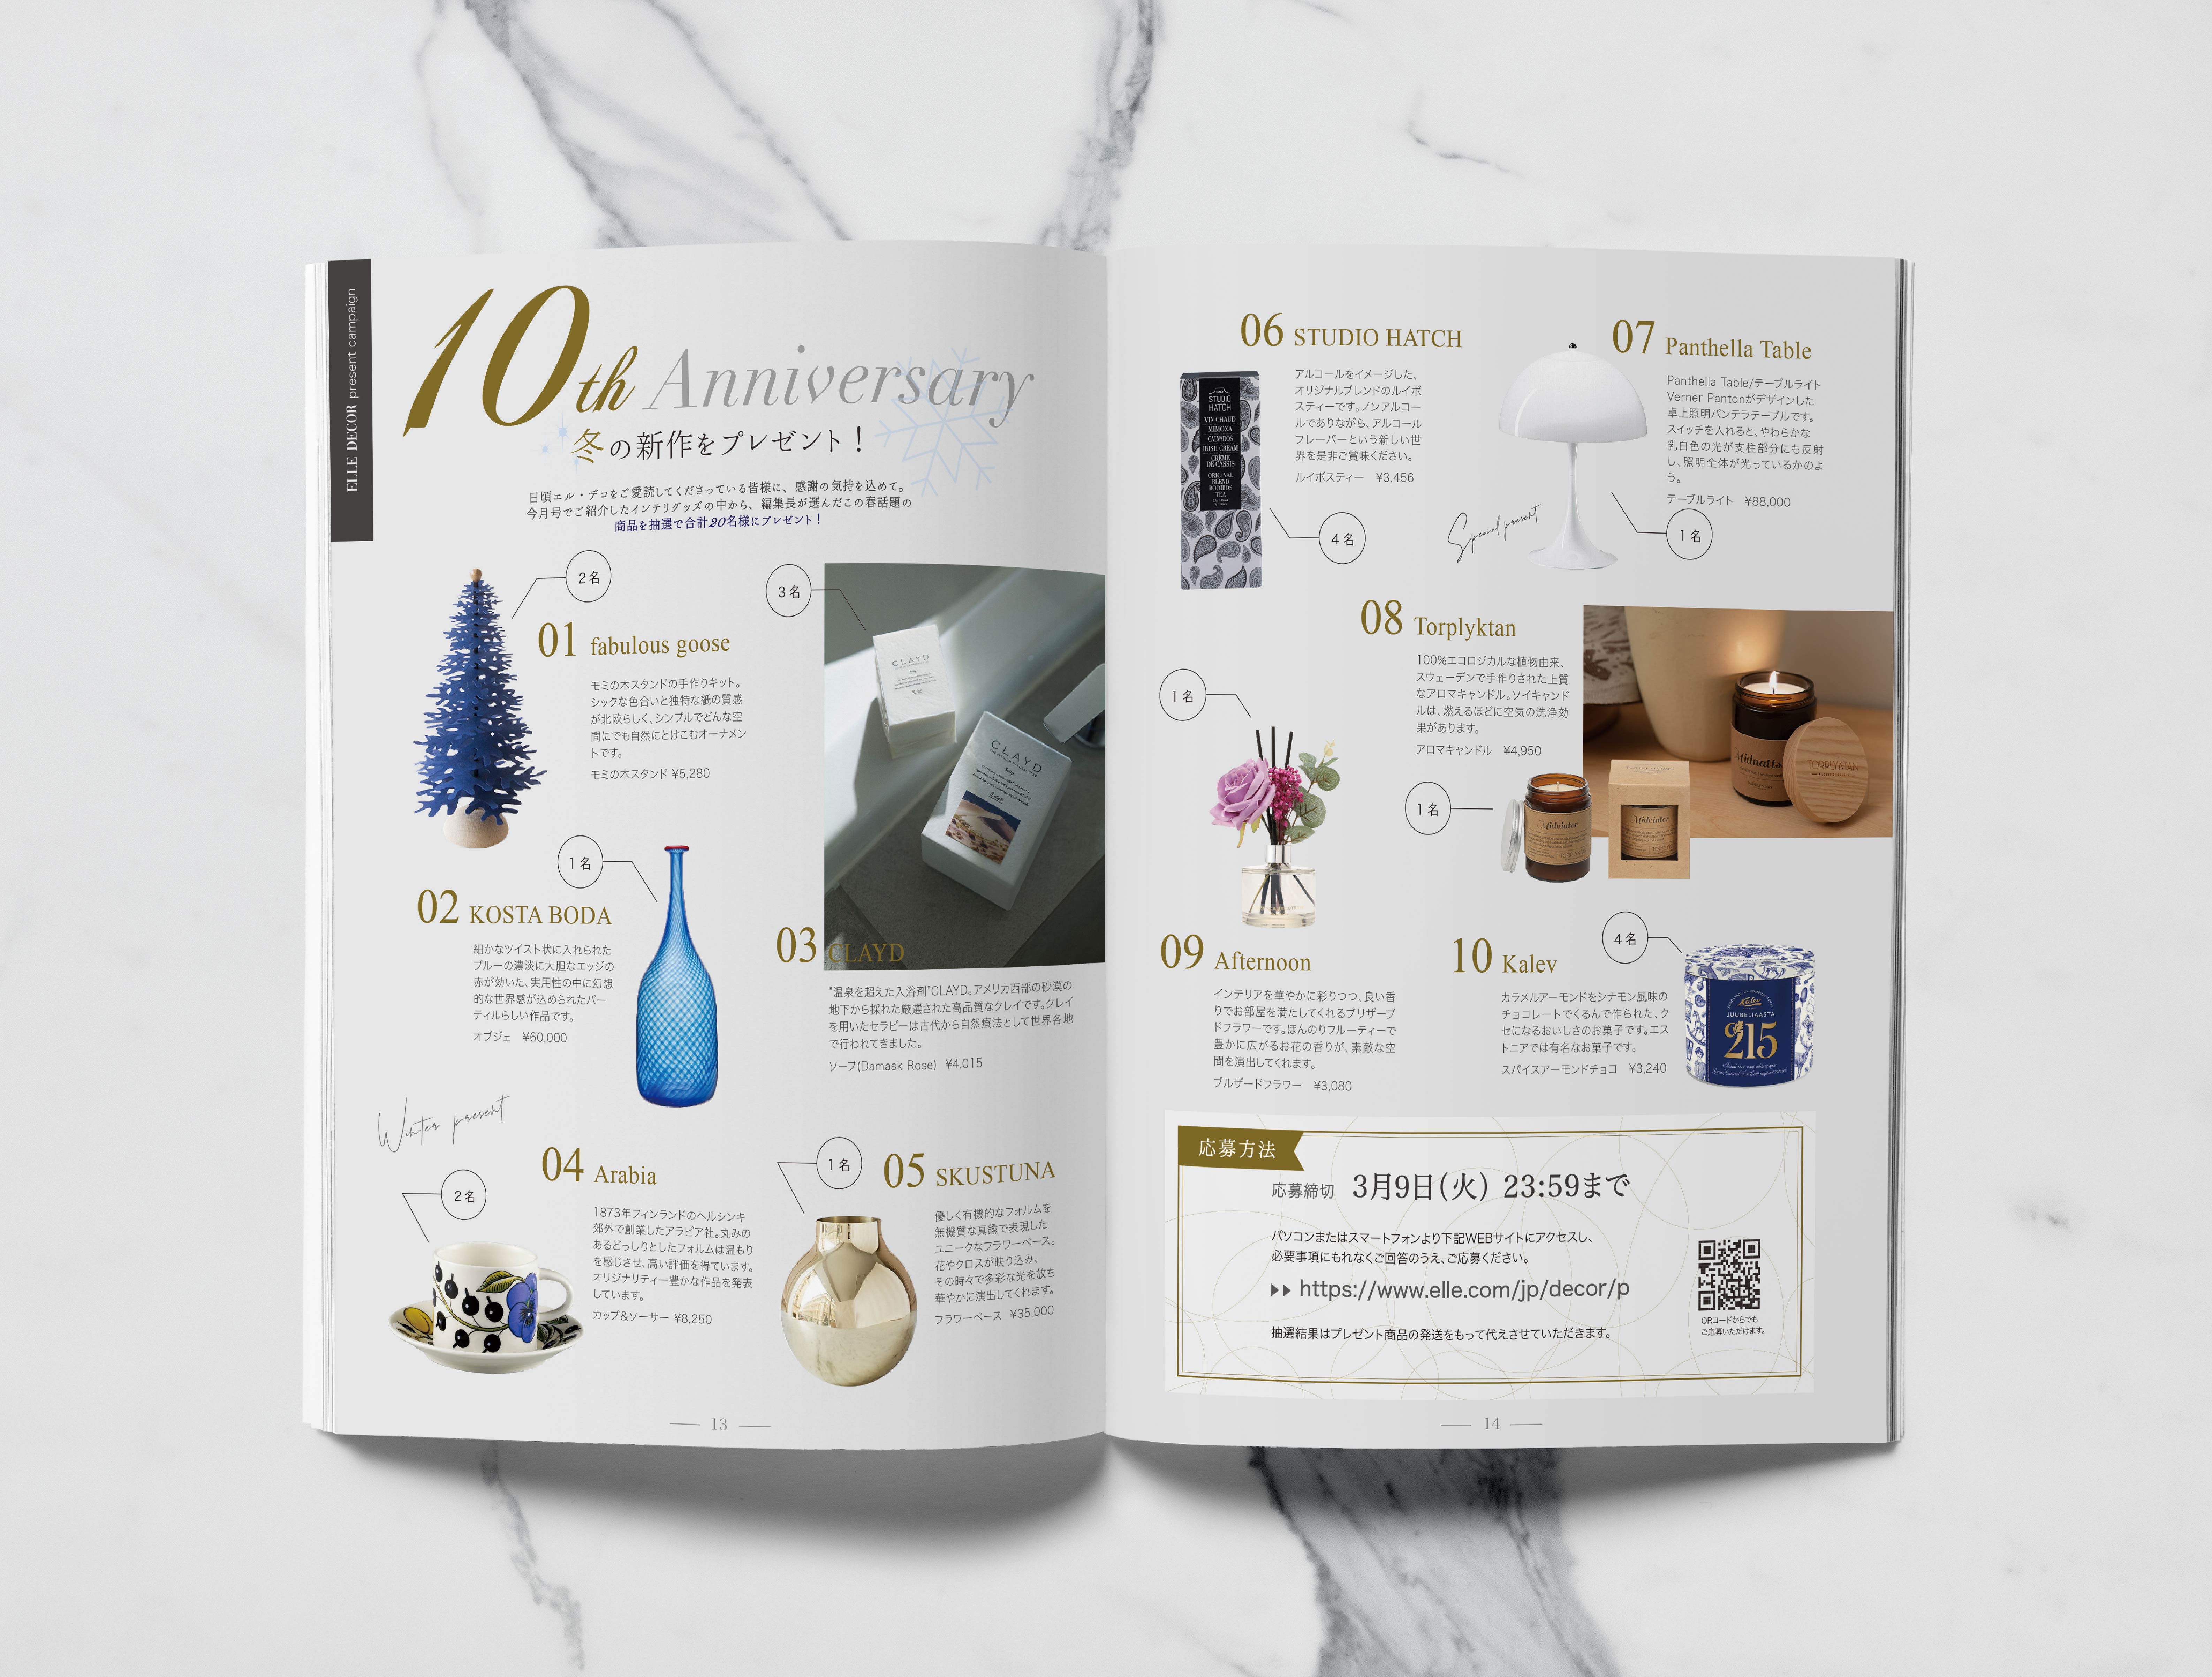 ELLE DECOR present campaign
10th Anniversary
冬の新作をプレゼント！
日頃エル・デコをご愛読してくださっている皆様に、感謝の気持を込めて。
今月号でご紹介したインテリグッズの中から、編集長が選んだこの春話題の
商品を抽選で合計20名様にプレゼント！
2名
01 fabulous goose
モミの木スタンドの手作りキット。
シックな色合いと独特な紙の質感
が北欧らしく、シンプルでどんな空
間にでも自然にとけこむオーナメン
トです。
モミの木スタンド ¥5,280
1名
02 KOSTA BODA
細かなツイスト状に入れられた
ブルーの濃淡に大胆なエッジの
赤が効いた、実用性の中に幻想
的な世界感が込められたバー
ティルらしい作品です。
オブジェ ¥60,000
3名
CLAYD
CLAYD
03 CLAYD
“温泉を超えた入浴剤”CLAYD。アメリカ西部の砂漠の
地下から採れた厳選された高品質なクレイです。クレイ
を用いたセラピーは古代から自然療法として世界各地
で行われてきました。
ソープ(Damask Rose) ¥4,015
Winter present
2名
04 Arabia
1873年フィンランドのヘルシンキ
郊外で創業したアラビア社。丸みの
あるどっしりとしたフォルムは温もり
を感じさせ、高い評価を得ています。
オリジナリティー豊かな作品を発表
しています。
カップ&ソーサー ¥8,250
1名
05 SKUSTUNA
優しく有機的なフォルムを
無機質な真鍮で表現した
ユニークなフラワーベース。
花やクロスが映り込み、
その時々で多彩な光を放ち
華やかに演出してくれます。
フラワーベース ¥35.000
13
06 STUDIO HATCH
アルコールをイメージした、
オリジナルブレンドのルイボ
スティーです。ノンアルコー
ルでありながら、アルコール
フレーバーという新しい世
界を是非ご賞味ください。
ルイボスティー ¥3,456
STUDIO
HATCH
VIN CHAUD
MIMOZA
CALVADOS
IRISH CREAM
CRÈME
DE CASSIS
ORIGINAL
BLEND
ROOIBOS
TEA
4名
07 Panthella Table
Panthella Table/テーブルライト
Verner Pantonがデザインした
卓上照明パンテラテーブルです。
スイッチを入れると、やわらかな
乳白色の光が支柱部分にも反射
し、照明全体が光っているかのよ
う。
テーブルライト ¥88,000
Special present
1名
08 Torplyktan
100%エコロジカルな植物由来、
スウェーデンで手作りされた上質
なアロマキャンドル。ソイキャンド
ルは、燃えるほどに空気の洗浄効
果があります。
アロマキャンドル ¥4,950
1名
Midnatts
TORPLYKTAN
Midvinter
Midvinter
1名
09 Afternoon
インテリアを華やかに彩りつつ、良い香
りでお部屋を満たしてくれるプリザーブ
ドフラワーです。ほんのりフルーティーで
豊かに広がるお花の香りが、素敵な空
間を演出してくれます。
ブルザードフラワー ¥3,080
4名
10 Kalev
カラメルアーモンドをシナモン風味の
チョコレートでくるんで作られた、ク
セになるおいしさのお菓子です。エス
トニアでは有名なお菓子です。
スパイスアーモンドチョコ ¥3,240
Kalev
JUUBELIAASTA
215
応募方法
応募締切 3月9日(火) 23:59まで
パソコンまたはスマートフォンより下記WEBサイトにアクセスし、
必要事項にもれなくご回答のうえ、ご応募ください。
https://www.elle.com/jp/decor/p
抽選結果はプレゼント商品の発送をもって代えさせていただきます。
QRコードからでも
ご応募いただけます。
14